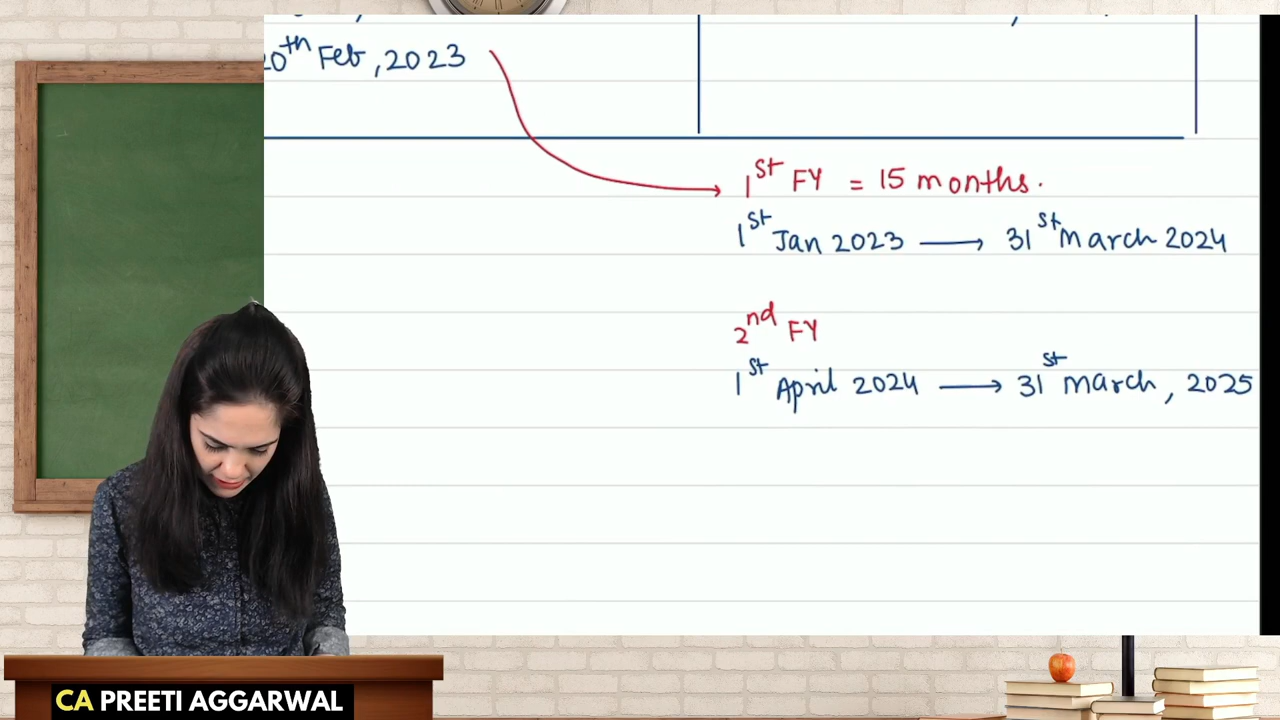 20th Feb, 2023
1st FY = 15 months.
1st Jan 2023 → 31st March 2024
2nd FY
1st April 2024 → 31st March, 2025
CA PREETI AGGARWAL